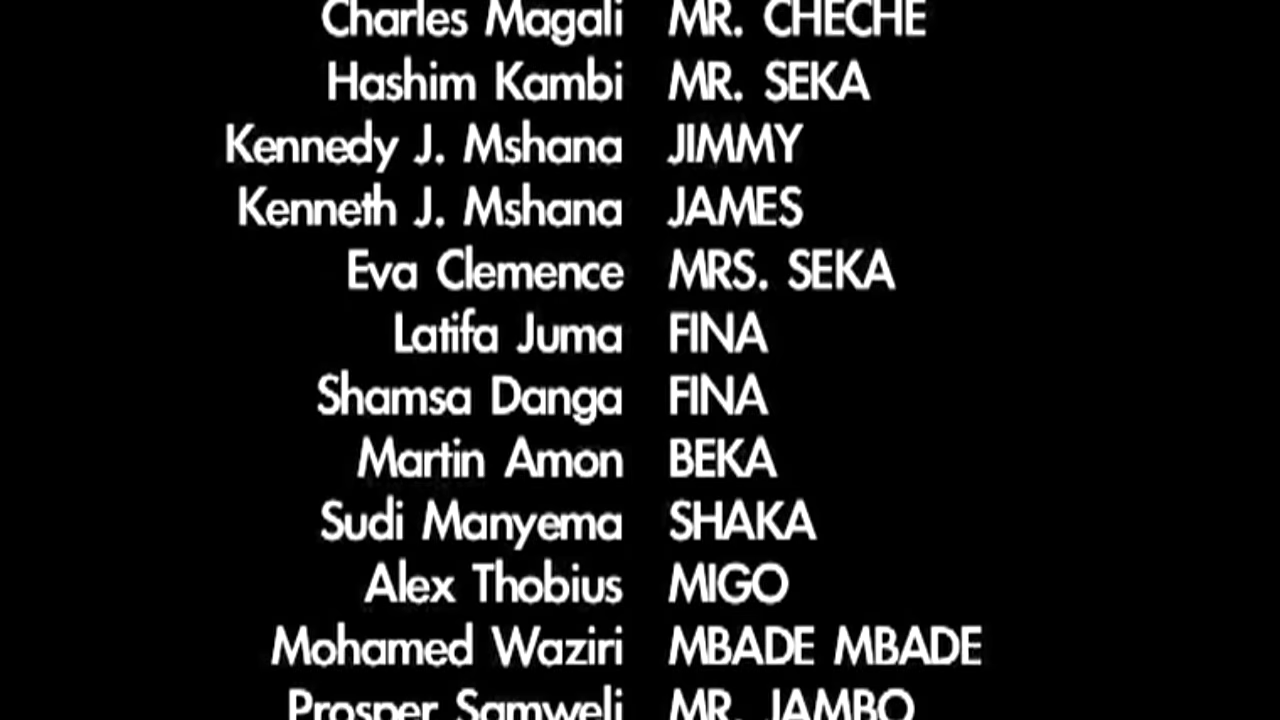 Charles Magali MR. CHECHE
Hashim Kambi MR. SEKA
Kennedy J. Mshana JIMMY
Kenneth J. Mshana JAMES
Eva Clemence MRS. SEKA
Latifa Juma FINA
Shamsa Danga FINA
Martin Amon BEKA
Sudi Manyema SHAKA
Alex Thobius MIGO
Mohamed Waziri MBADE MBADE
Prosper Samweli MR. JAMBO